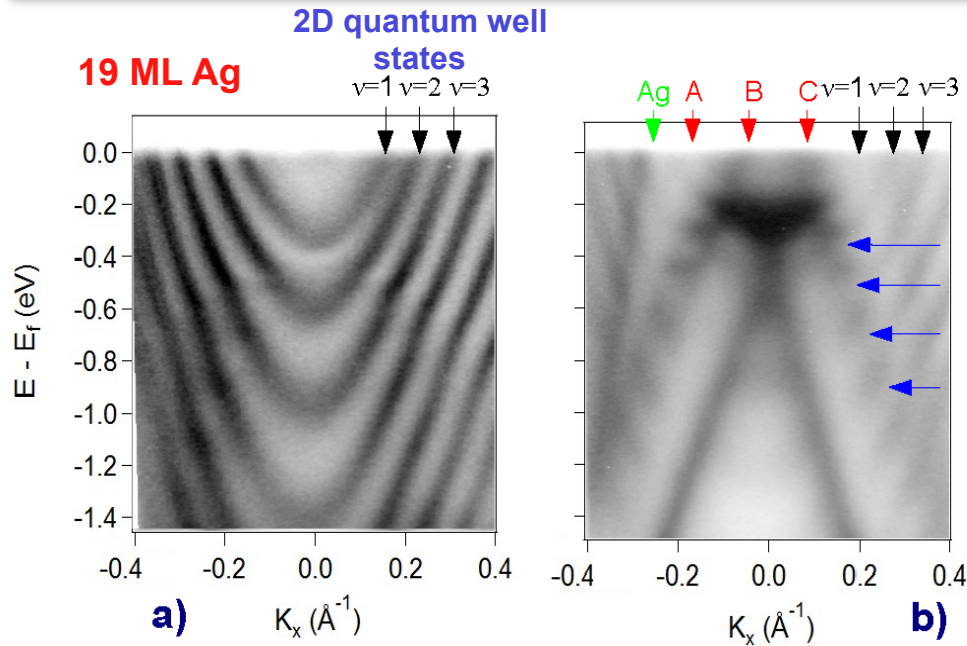 2D quantum well
states
19 ML Ag
ν=1 ν=2 ν=3
Ag A B C ν=1 ν=2 ν=3
E - Ef (eV)
0.0
-0.2
-0.4
-0.6
-0.8
-1.0
-1.2
-1.4
-0.4 -0.2 0.0 0.2 0.4
-0.4 -0.2 0.0 0.2 0.4
a) Kx (Å-1)
Kx (Å-1) b)